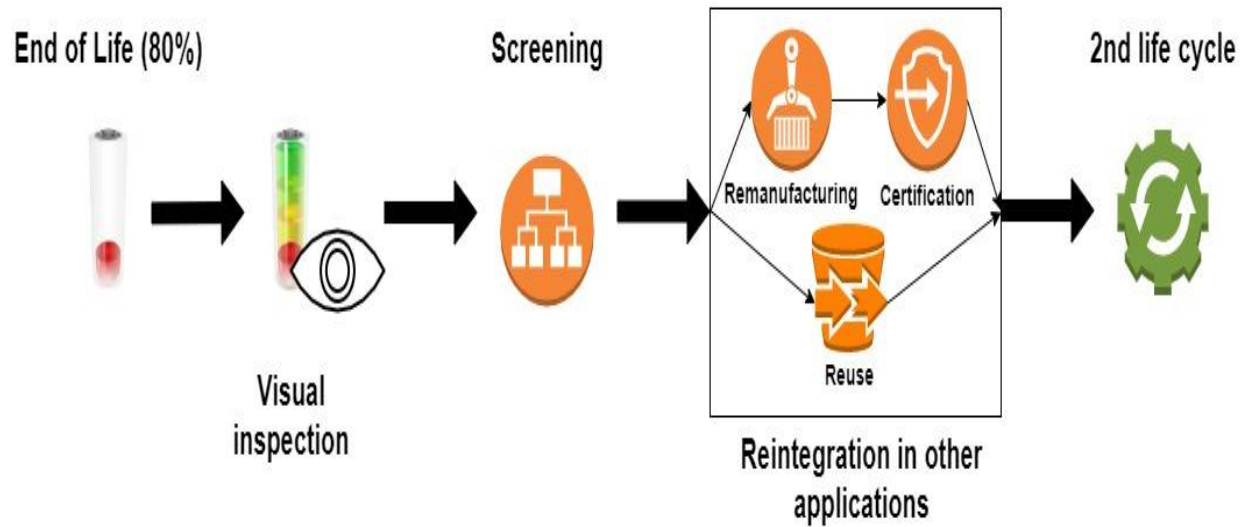 End of Life (80%)
Visual
inspection
Screening
Remanufacturing
Certification
Reuse
Reintegration in other
applications
2nd life cycle